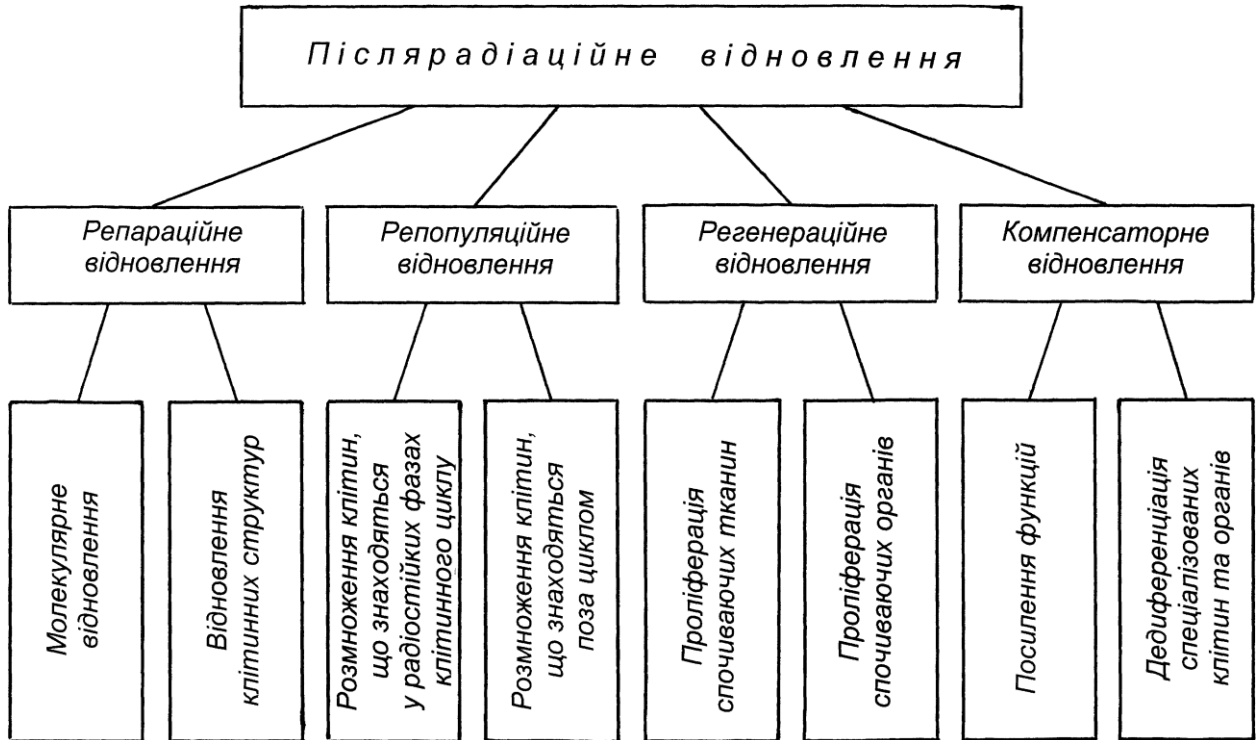 Післярадіаційне відновлення
Репараційне
відновлення
Репопуляційне
відновлення
Регенераційне
відновлення
Компенсаторне
відновлення
Молекулярне
відновлення
Відновлення
клітинних структур
Розмноження клітин,
що знаходяться
у радіостійких фазах
клітинного циклу
Розмноження клітин,
що знаходяться
поза циклом
Проліферація
спочиваючих тканин
Проліферація
спочиваючих органів
Посилення функцій
Дедиференціація
спеціалізованих
клітин та органів